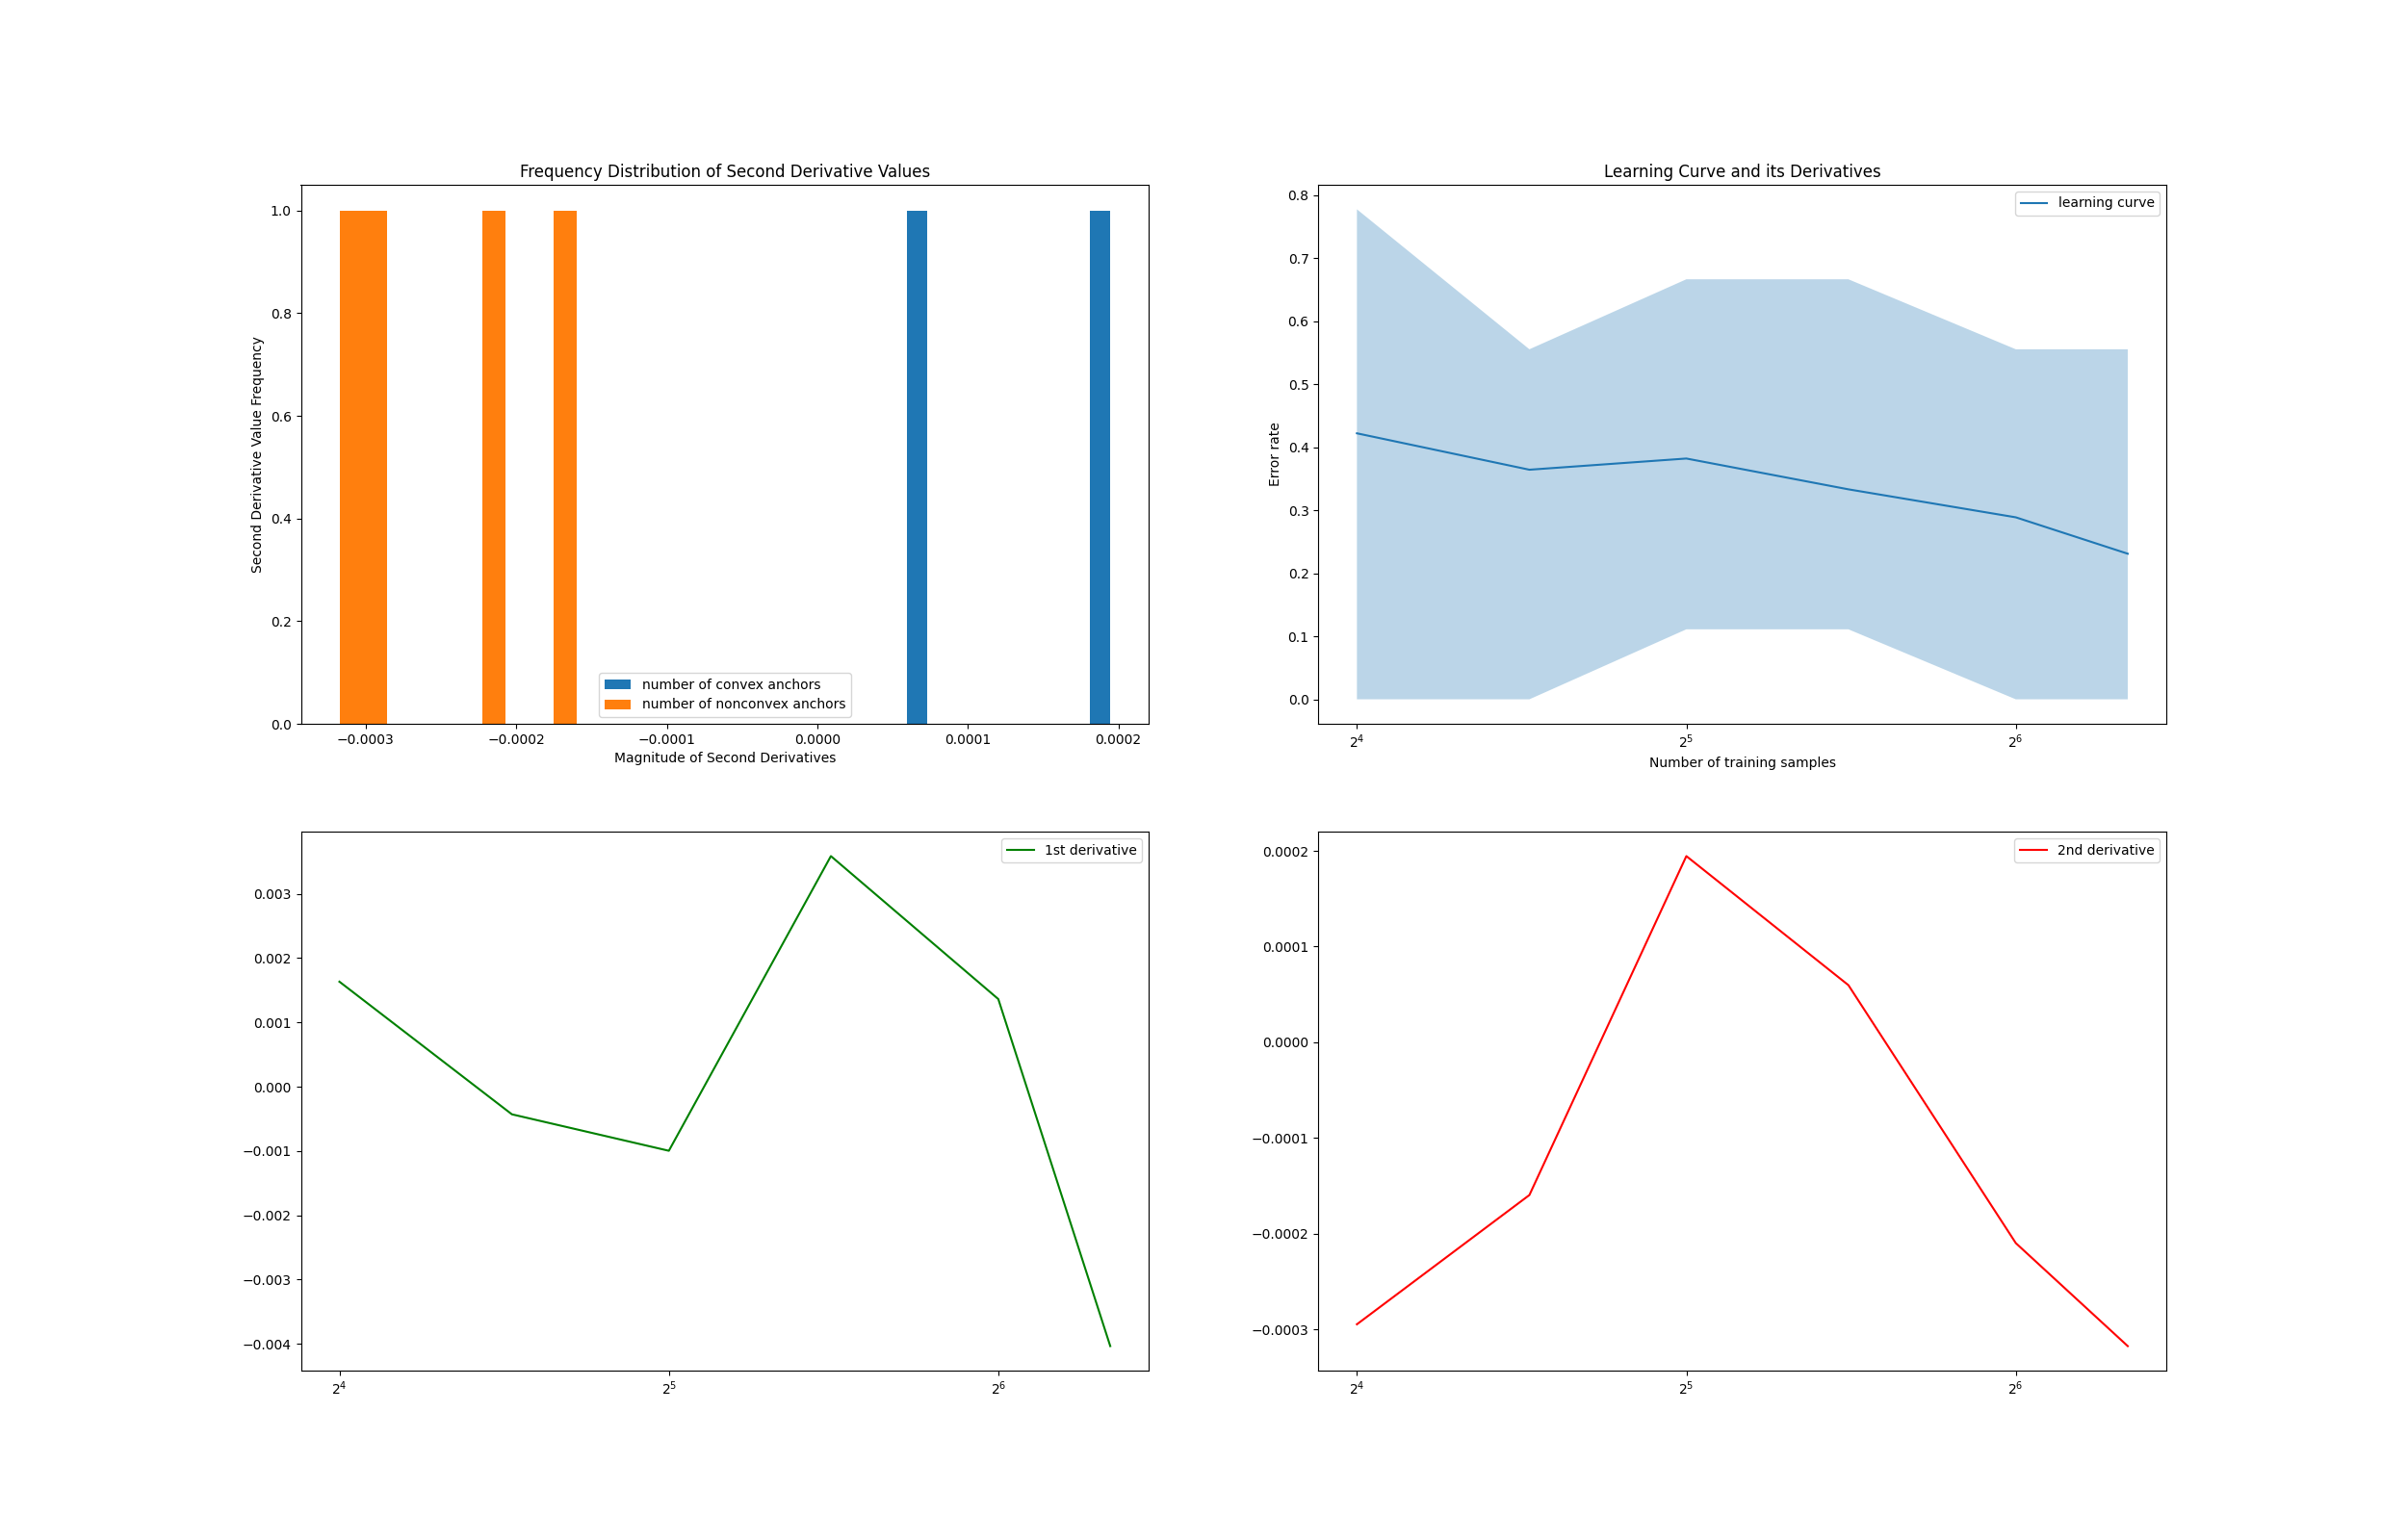 Frequency Distribution of Second Derivative Values
1.0
0.8
0.6
0.4
0.2
0.0
Second Derivative Value Frequency
number of convex anchors
number of nonconvex anchors
−0.0003 −0.0002 −0.0001 0.0000 0.0001 0.0002
Magnitude of Second Derivatives
Learning Curve and its Derivatives
learning curve
0.8
0.7
0.6
0.5
0.4
0.3
0.2
0.1
0.0
Error rate
2⁴ 2⁵ 2⁶
Number of training samples
1st derivative
0.003
0.002
0.001
0.000
−0.001
−0.002
−0.003
−0.004
2⁴ 2⁵ 2⁶
2nd derivative
0.0002
0.0001
0.0000
−0.0001
−0.0002
−0.0003
2⁴ 2⁵ 2⁶